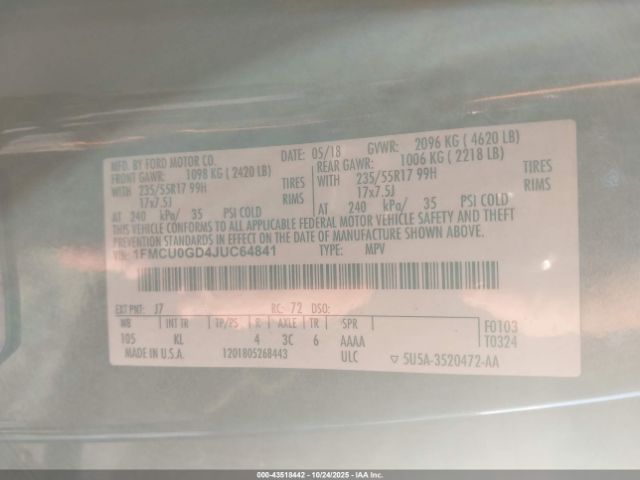 MFD. BY FORD MOTOR CO.
DATE: 05/18 GVWR: 2096 KG ( 4620 LB)
FRONT GAWR: 1098 KG ( 2420 LB) REAR GAWR: 1006 KG ( 2218 LB)
WITH 235/55R17 99H TIRES WITH 235/55R17 99H TIRES
17x7.5J RIMS 17x7.5J RIMS
AT 240 kPa/ 35 PSI COLD AT 240 kPa/ 35 PSI COLD
THIS VEHICLE CONFORMS TO ALL APPLICABLE FEDERAL MOTOR VEHICLE SAFETY AND THEFT
PREVENTION STANDARDS IN EFFECT ON THE DATE OF MANUFACTURE SHOWN ABOVE.
VIN: 1FMCU0GD4JUC64841 TYPE: MPV
EXT PNT: J7 RC: 72 DSO:
WB INT TR TP/PS R AXLE TR SPR
105 KL 4 3C 6 AAAA
F0103
T0324
MADE IN U.S.A. 1201805268443 ULC ▽ 5U5A-3520472-AA
000-43518442 - 10/24/2025 - IAAI.com